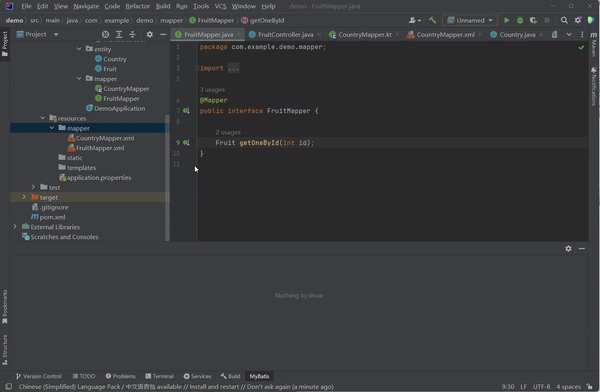 File Edit View Navigate Code Refactor Build Run Tools VCS Window Help demo - FruitMapper.java
demo src main java com example demo mapper FruitMapper getOneById Unnamed
Project
FruitMapper.java FruitController.java CountryMapper.kt CountryMapper.xml Country.java
Project
Maven
Notifications
entity
Country
Fruit
mapper
CountryMapper
FruitMapper
DemoApplication
resources
mapper
CountryMapper.xml
FruitMapper.xml
static
templates
application.properties
test
target
.gitignore
pom.xml
External Libraries
Scratches and Consoles
1 package com.example.demo.mapper;
2
3 import ...
5
3 usages
6 @Mapper
7 public interface FruitMapper {
8
2 usages
9 Fruit getOneById(int id);
10 }
11
Nothing to show
Bookmarks
Structure
Version Control TODO Problems Terminal Services Build MyBatis
Chinese (Simplified) Language Pack / 中文语言包 available // Install and restart // Don't ask again (a minute ago) 9:30 LF UTF-8 4 spaces